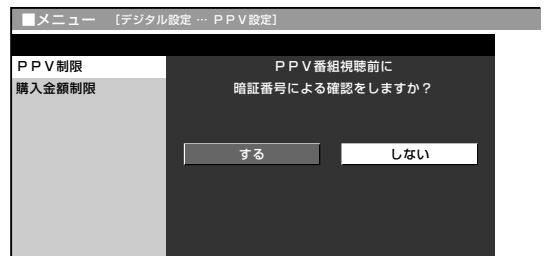 ■メニュー [デジタル設定 … PPV設定]
PPV制限
購入金額制限
PPV番組視聴前に
暗証番号による確認をしますか？
する
しない